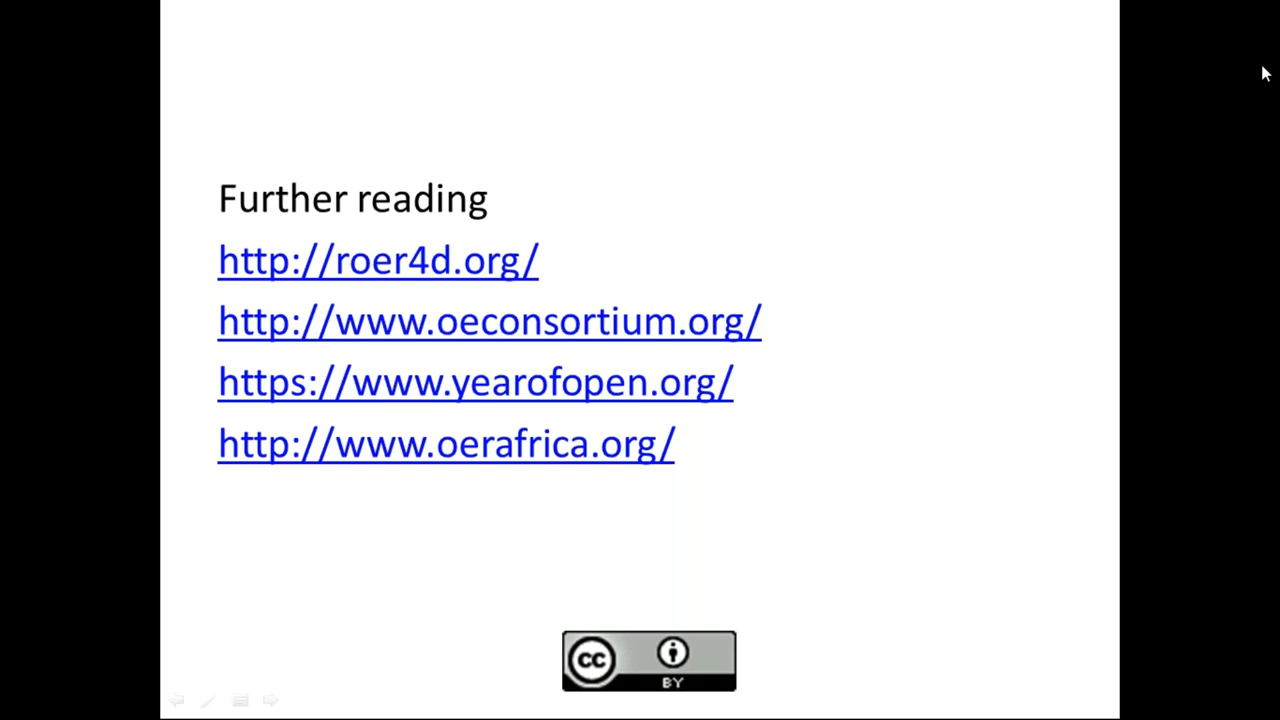 Further reading
http://roer4d.org/
http://www.oeconsortium.org/
https://www.yearofopen.org/
http://www.oerafrica.org/
cc
BY